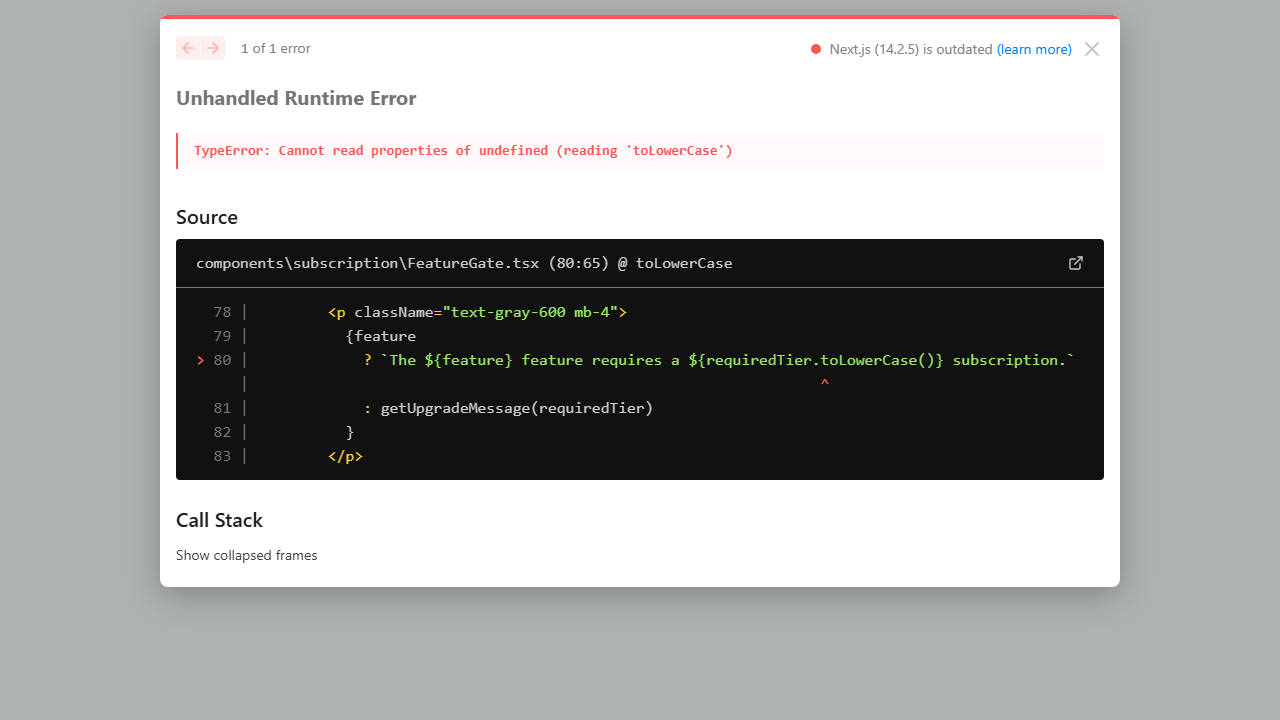 1 of 1 error
Next.js (14.2.5) is outdated (learn more)
Unhandled Runtime Error
TypeError: Cannot read properties of undefined (reading 'toLowerCase')
Source
components\subscription\FeatureGate.tsx (80:65) @ toLowerCase
78 |         <p className="text-gray-600 mb-4">
79 |           {feature
> 80 |             ? `The ${feature} feature requires a ${requiredTier.toLowerCase()} subscription.`
|                                                                 ^
81 |             : getUpgradeMessage(requiredTier)
82 |           }
83 |         </p>
Call Stack
Show collapsed frames